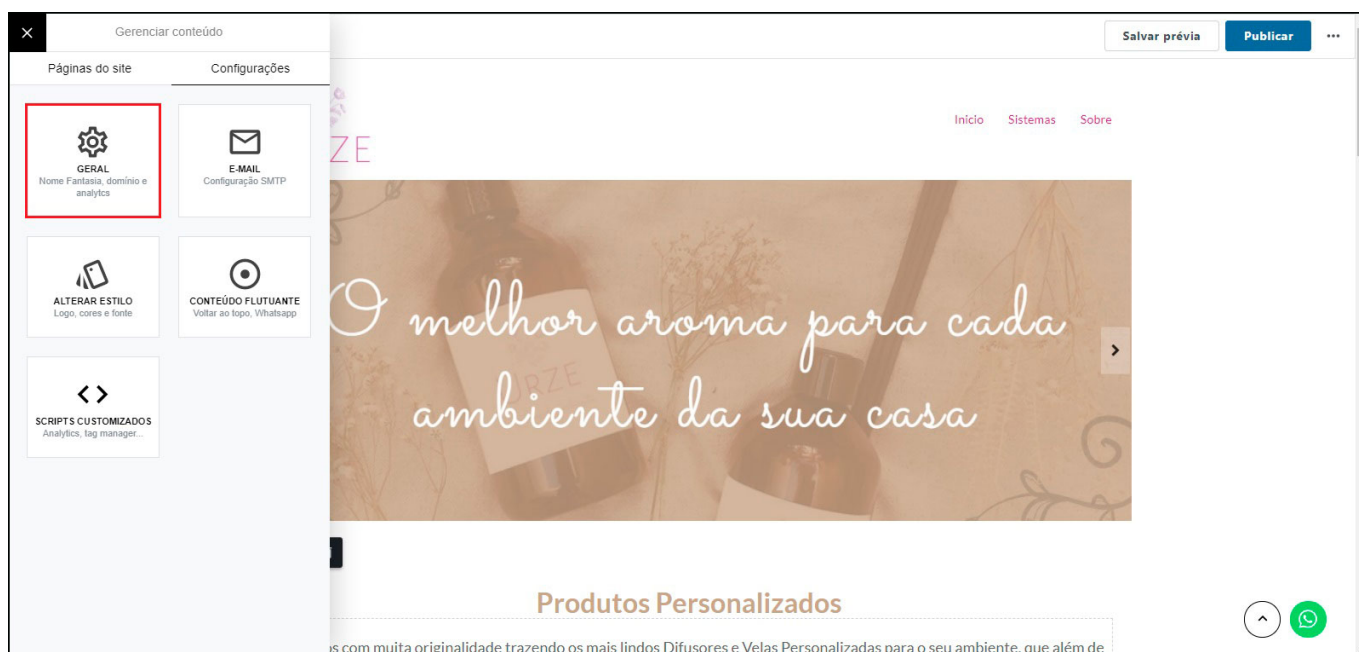 Gerenciar conteúdo
Salvar prévia
Publicar
Páginas do site
Configurações
GERAL
Nome Fantasia, domínio e
analytcs
E-MAIL
Configuração SMTP
ZE
Inicio
Sistemas
Sobre
ALTERAR ESTILO
Logo, cores e fonte
CONTEÚDO FLUTUANTE
Voltar ao topo, Whatsapp
SCRIPTS CUSTOMIZADOS
Analytics, tag manager...
O melhor aroma para cada
ambiente da sua casa
URZE
Produtos Personalizados
s com muita originalidade trazendo os mais lindos Difusores e Velas Personalizadas para o seu ambiente, que além de